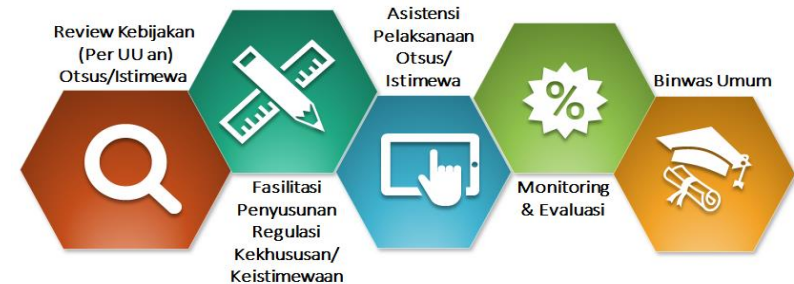 Review Kebijakan
(Per UU an)
Otsus/Istimewa
Fasilitasi
Penyusunan
Regulasi
Kekhususan/
Keistimewaan
Asistensi
Pelaksanaan
Otsus/
Istimewa
%
Monitoring
& Evaluasi
Binwas Umum